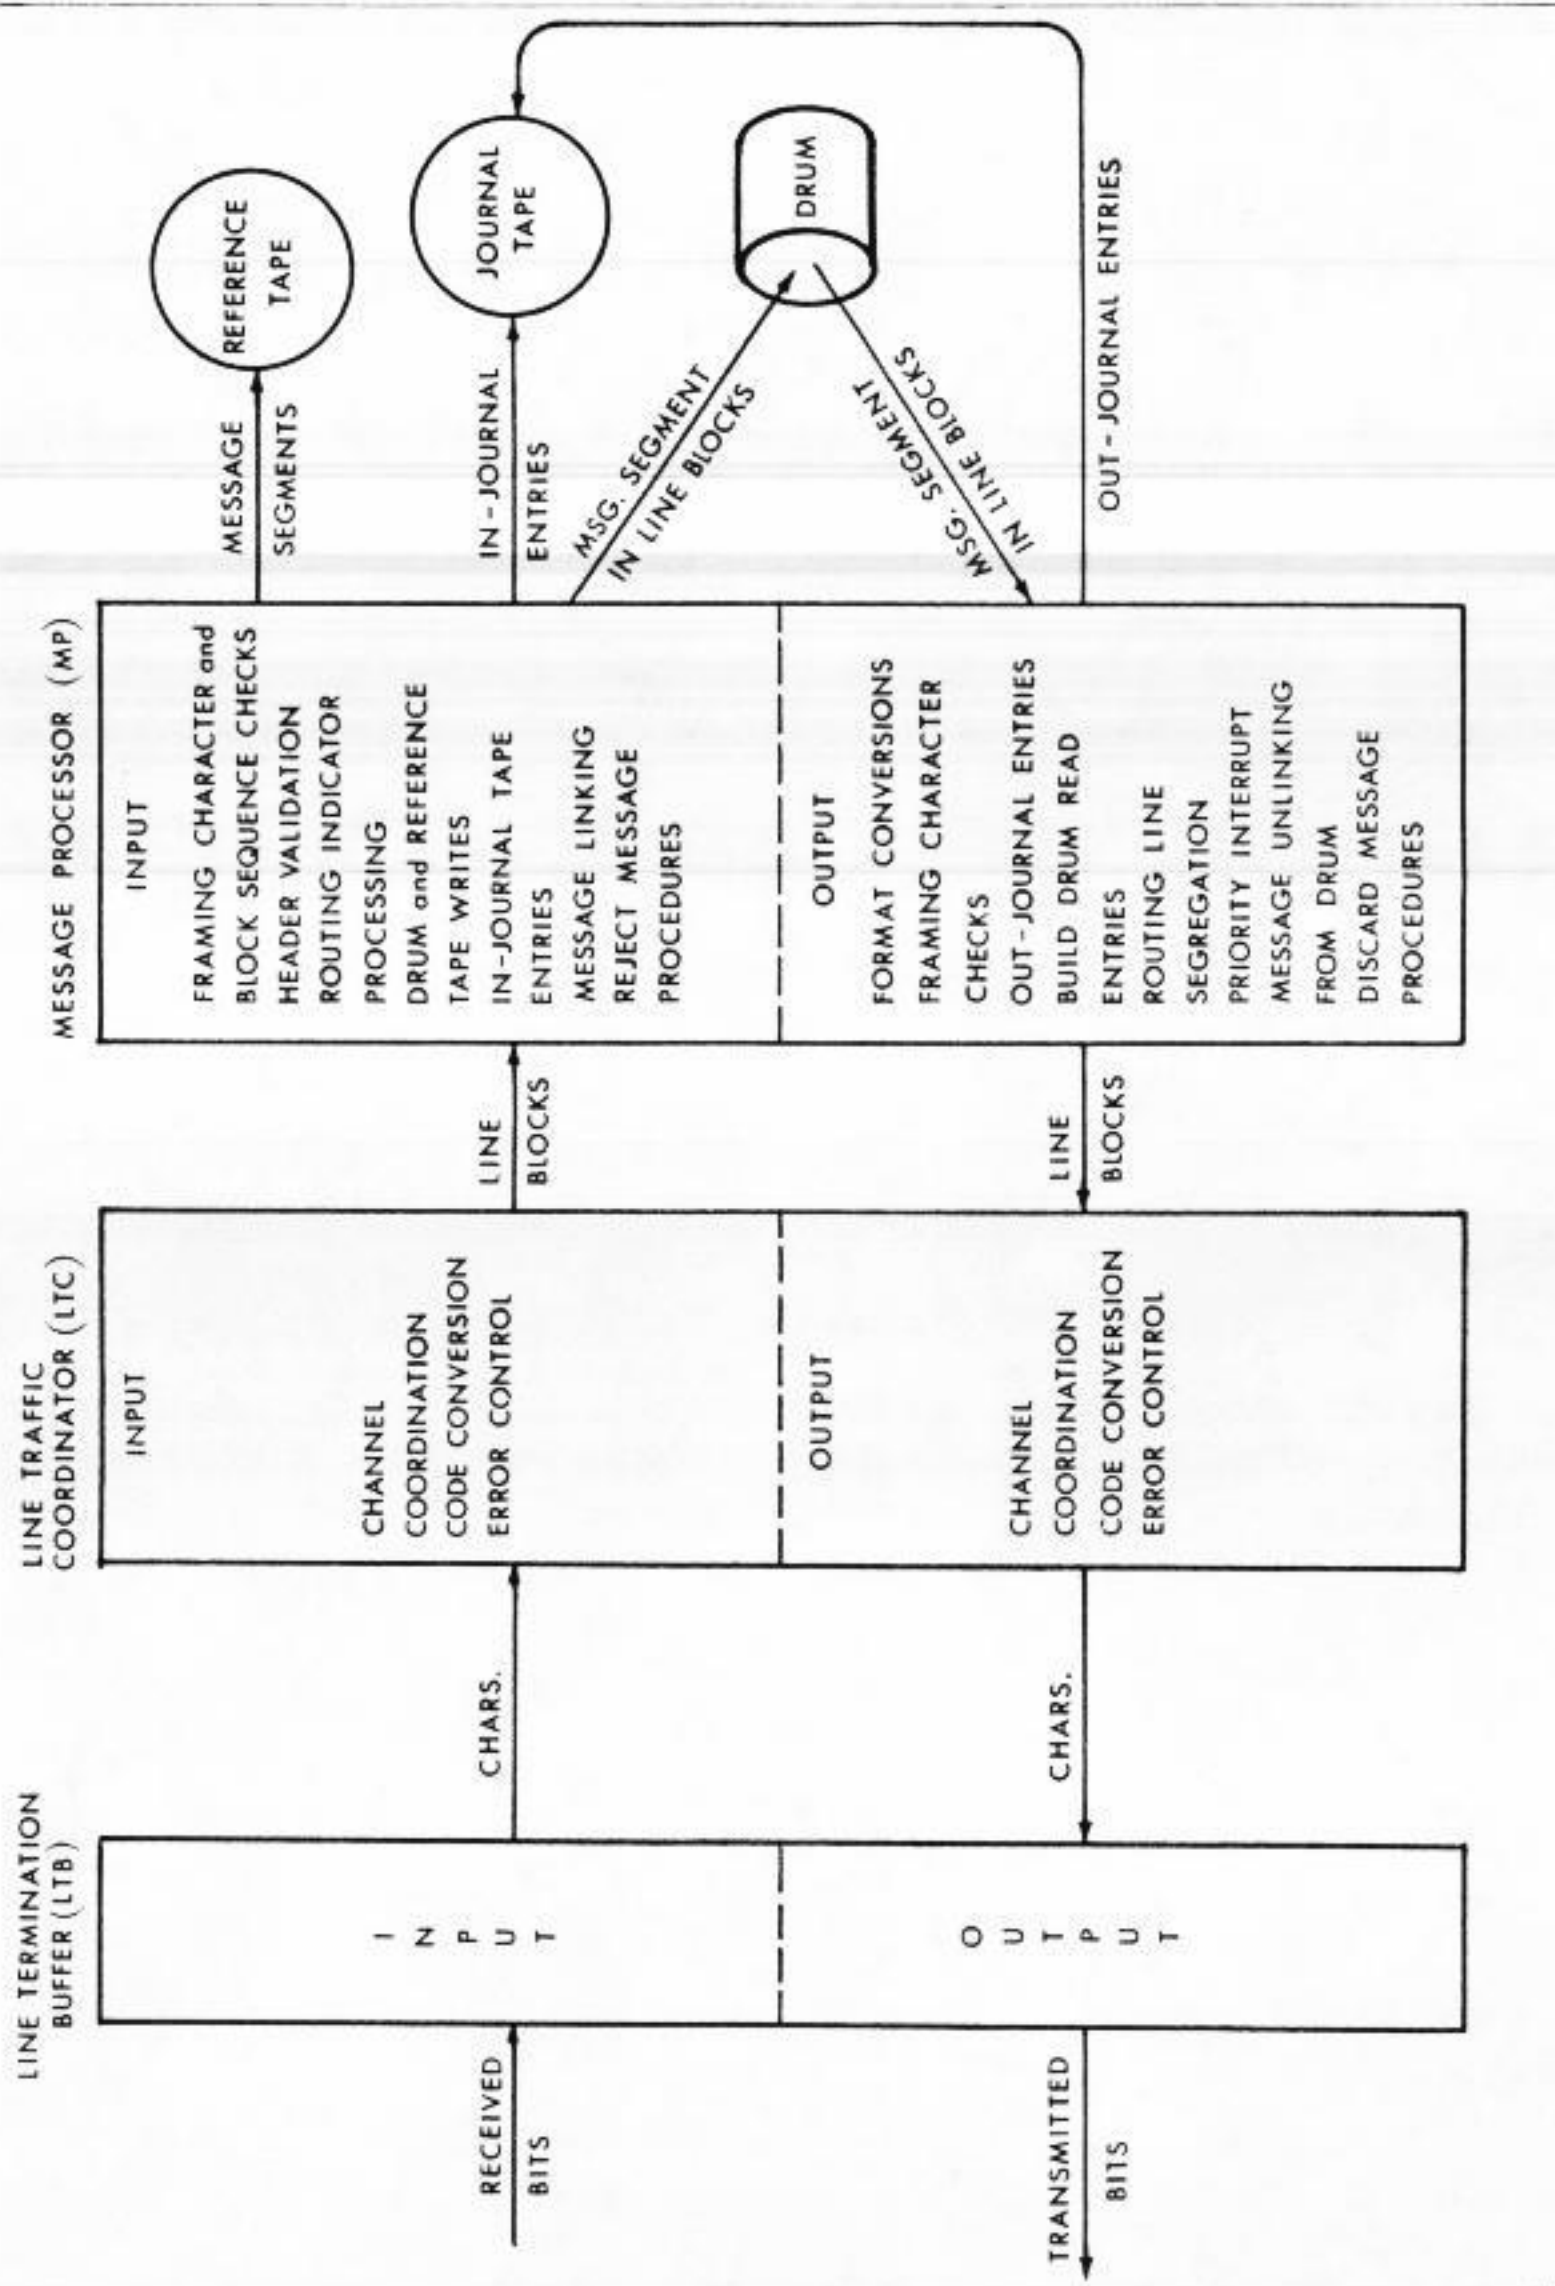 LINE TERMINATION
BUFFER (LTB)
RECEIVED
BITS
INPUT
OUTPUT
TRANSMITTED
BITS
CHARS.
CHARS.
LINE TRAFFIC
COORDINATOR (LTC)
INPUT
CHANNEL
COORDINATION
CODE CONVERSION
ERROR CONTROL
OUTPUT
CHANNEL
COORDINATION
CODE CONVERSION
ERROR CONTROL
LINE
BLOCKS
LINE
BLOCKS
MESSAGE PROCESSOR (MP)
INPUT
FRAMING CHARACTER and
BLOCK SEQUENCE CHECKS
HEADER VALIDATION
ROUTING INDICATOR
PROCESSING
DRUM and REFERENCE
TAPE WRITES
IN-JOURNAL TAPE
ENTRIES
MESSAGE LINKING
REJECT MESSAGE
PROCEDURES
OUTPUT
FORMAT CONVERSIONS
FRAMING CHARACTER
CHECKS
OUT-JOURNAL ENTRIES
BUILD DRUM READ
ENTRIES
ROUTING LINE
SEGREGATION
PRIORITY INTERRUPT
MESSAGE UNLINKING
FROM DRUM
DISCARD MESSAGE
PROCEDURES
MESSAGE
SEGMENTS
REFERENCE
TAPE
IN-JOURNAL
ENTRIES
JOURNAL
TAPE
MSG. SEGMENT
IN LINE BLOCKS
DRUM
MSG. SEGMENT
IN LINE BLOCKS
OUT-JOURNAL ENTRIES